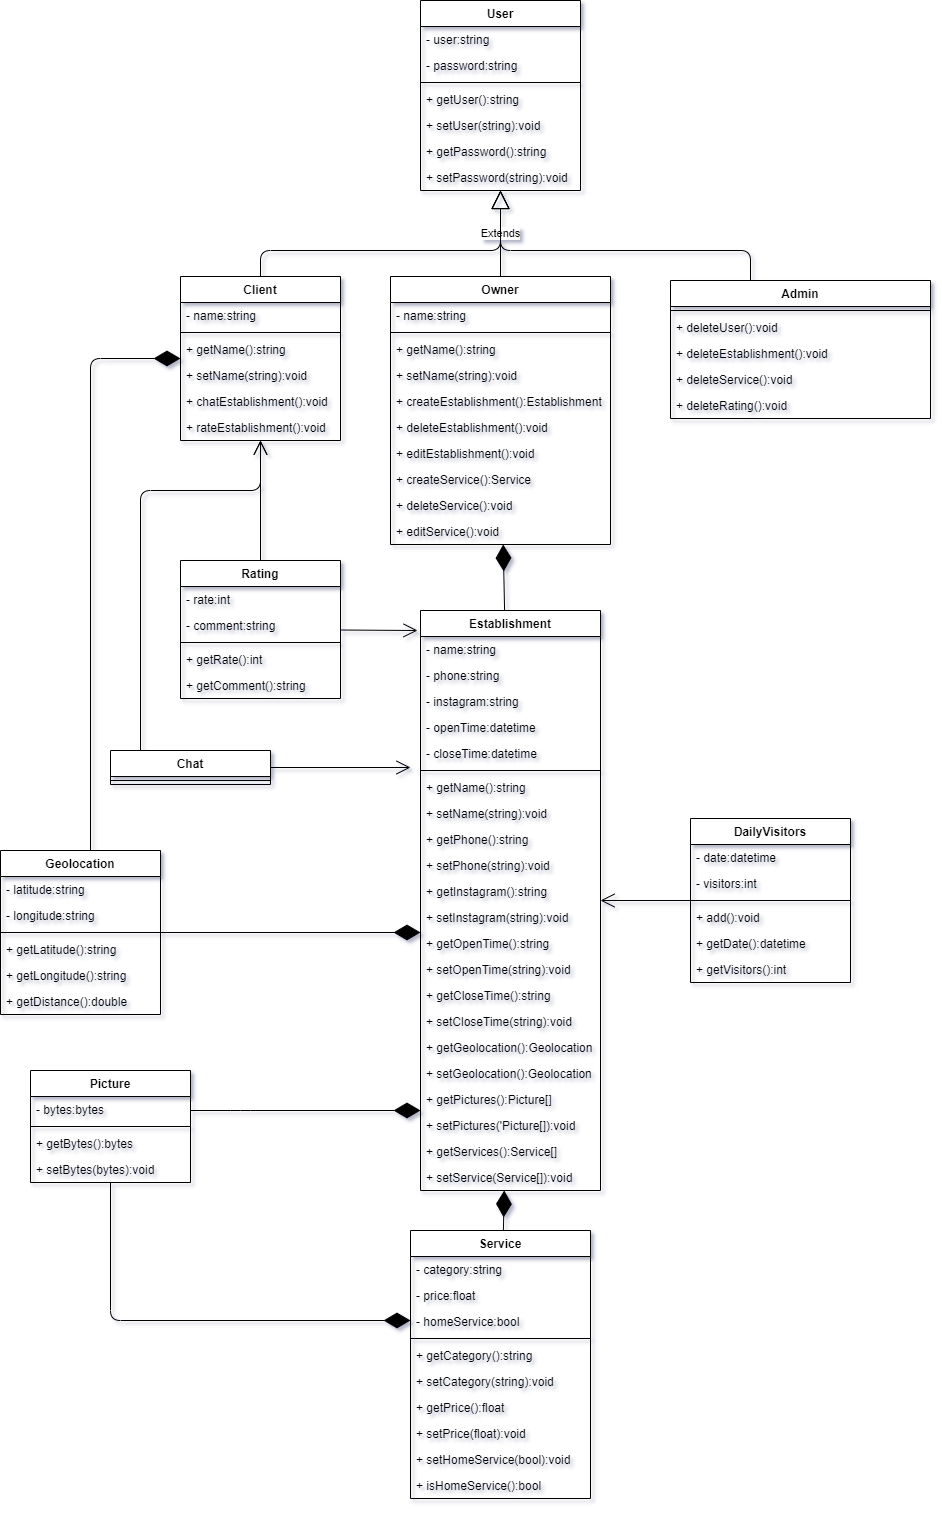 User
- user:string
- password:string
+ getUser():string
+ setUser(string):void
+ getPassword():string
+ setPassword(string):void
Extends
Client
- name:string
+ getName():string
+ setName(string):void
+ chatEstablishment():void
+ rateEstablishment():void
Owner
- name:string
+ getName():string
+ setName(string):void
+ createEstablishment():Establishment
+ deleteEstablishment():void
+ editEstablishment():void
+ createService():Service
+ deleteService():void
+ editService():void
Admin
+ deleteUser():void
+ deleteEstablishment():void
+ deleteService():void
+ deleteRating():void
Rating
- rate:int
- comment:string
+ getRate():int
+ getComment():string
Chat
Establishment
- name:string
- phone:string
- instagram:string
- openTime:datetime
- closeTime:datetime
+ getName():string
+ setName(string):void
+ getPhone():string
+ setPhone(string):void
+ getInstagram():string
+ setInstagram(string):void
+ getOpenTime():string
+ setOpenTime(string):void
+ getCloseTime():string
+ setCloseTime(string):void
+ getGeolocation():Geolocation
+ setGeolocation():Geolocation
+ getPictures():Picture[]
+ setPictures('Picture[]):void
+ getServices():Service[]
+ setService(Service[]):void
DailyVisitors
- date:datetime
- visitors:int
+ add():void
+ getDate():datetime
+ getVisitors():int
Geolocation
- latitude:string
- longitude:string
+ getLatitude():string
+ getLongitude():string
+ getDistance():double
Picture
- bytes:bytes
+ getBytes():bytes
+ setBytes(bytes):void
Service
- category:string
- price:float
- homeService:bool
+ getCategory():string
+ setCategory(string):void
+ getPrice():float
+ setPrice(float):void
+ setHomeService(bool):void
+ isHomeService():bool